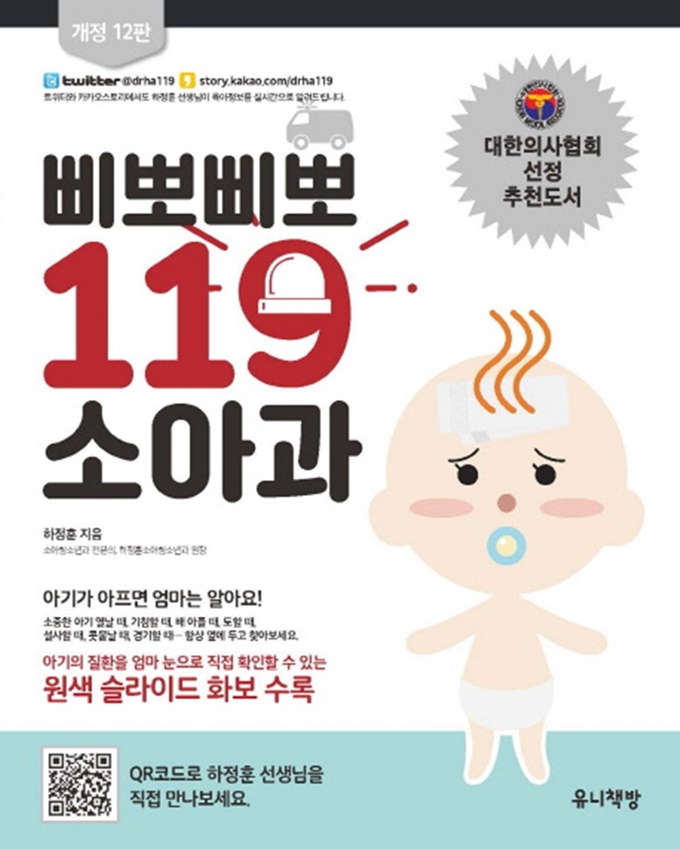 개정 12판
twitter @drha119 story.kakao.com/drha119
트위터와 카카오스토리에서도 하정훈 선생님이 육아정보를 실시간으로 알려드립니다.
대한의사협회
선정
추천도서
삐뽀삐뽀
119
소아과
하정훈 지음
소아청소년과 전문의, 하정훈소아청소년과 원장
아기가 아프면 엄마는 알아요!
소중한 아기 열날 때, 기침할 때, 배 아플 때, 토할 때,
설사할 때, 콧물날 때, 경기할 때… 항상 옆에 두고 찾아보세요.
아기의 질환을 엄마 눈으로 직접 확인할 수 있는
원색 슬라이드 화보 수록
QR코드로 하정훈 선생님을
직접 만나보세요.
유니책방